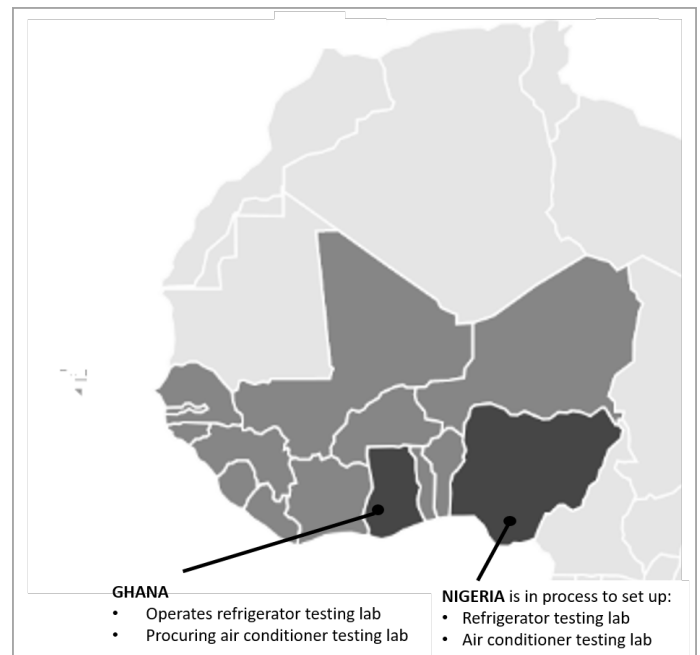 GHANA
• Operates refrigerator testing lab
• Procuring air conditioner testing lab
NIGERIA is in process to set up:
• Refrigerator testing lab
• Air conditioner testing lab